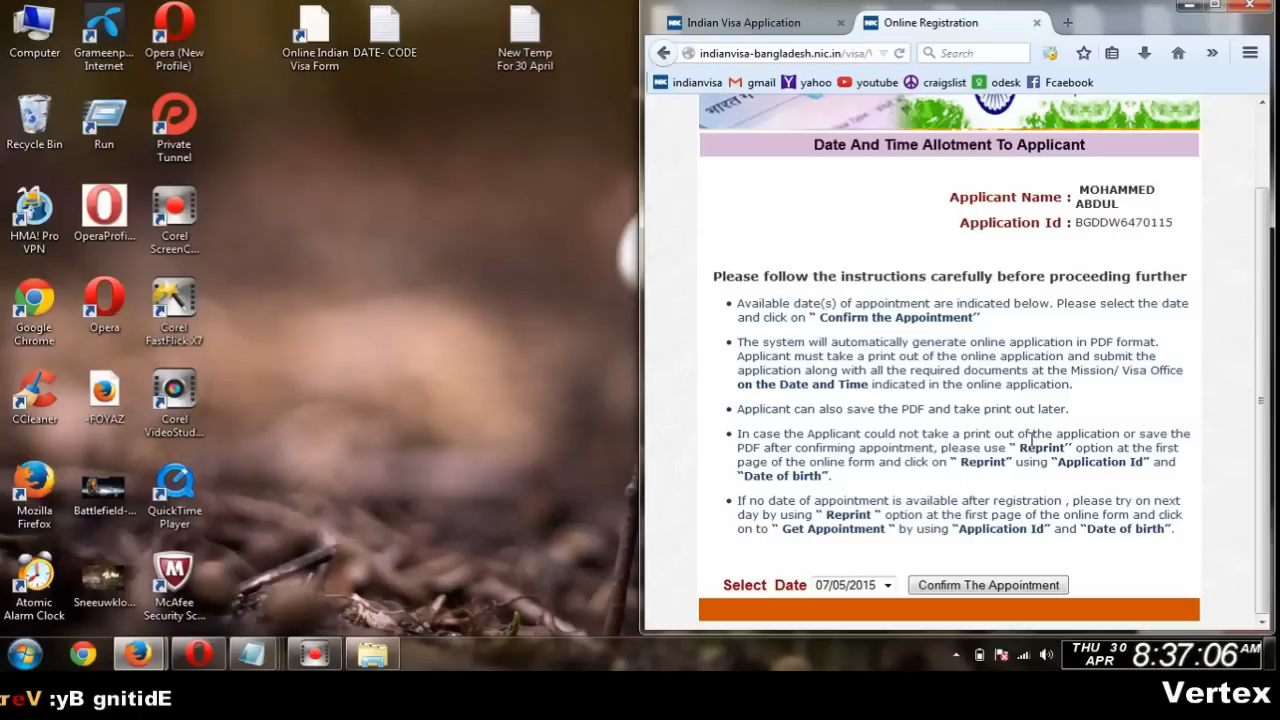 Computer
Grameenp... Internet
Opera (New Profile)
Online Indian Visa Form
DATE- CODE
New Temp For 30 April
Recycle Bin
Run
Private Tunnel
HMA! Pro VPN
OperaProfi...
Corel ScreenC...
Google Chrome
Opera
Corel FastFlick X7
CCleaner
-FOYAZ
Corel VideoStud...
Mozilla Firefox
Battlefield-...
QuickTime Player
Atomic Alarm Clock
Sneeuwklo...
McAfee Security Sc...
Indian Visa Application
Online Registration
indianvisa-bangladesh.nic.in/visa/
Search
indianvisa gmail yahoo youtube craigslist odesk Fcaebook
Date And Time Allotment To Applicant
Applicant Name : MOHAMMED
ABDUL
Application Id : BGDDW6470115
Please follow the instructions carefully before proceeding further
• Available date(s) of appointment are indicated below. Please select the date
and click on “ Confirm the Appointment”
• The system will automatically generate online application in PDF format.
Applicant must take a print out of the online application and submit the
application along with all the required documents at the Mission/ Visa Office
on the Date and Time indicated in the online application.
• Applicant can also save the PDF and take print out later.
• In case the Applicant could not take a print out of the application or save the
PDF after confirming appointment, please use “ Reprint” option at the first
page of the online form and click on “ Reprint” using “Application Id” and
“Date of birth”.
• If no date of appointment is available after registration , please try on next
day by using “ Reprint “ option at the first page of the online form and click
on to “ Get Appointment “ by using “Application Id” and “Date of birth”.
Select Date 07/05/2015 Confirm The Appointment
THU 30
APR
8:37:06 AM
Editing By: Ver
Vertex